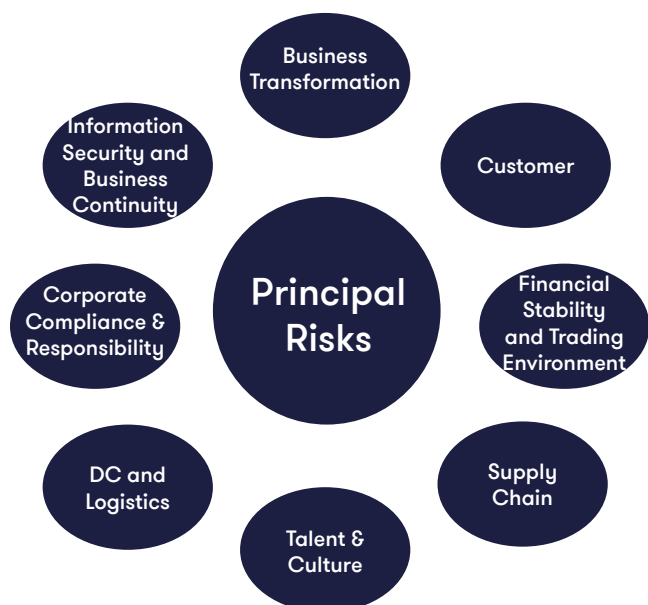 Business
Transformation
Customer
Financial
Stability
and Trading
Environment
Supply
Chain
Talent &
Culture
DC and
Logistics
Corporate
Compliance &
Responsibility
Information
Security and
Business
Continuity
Principal
Risks